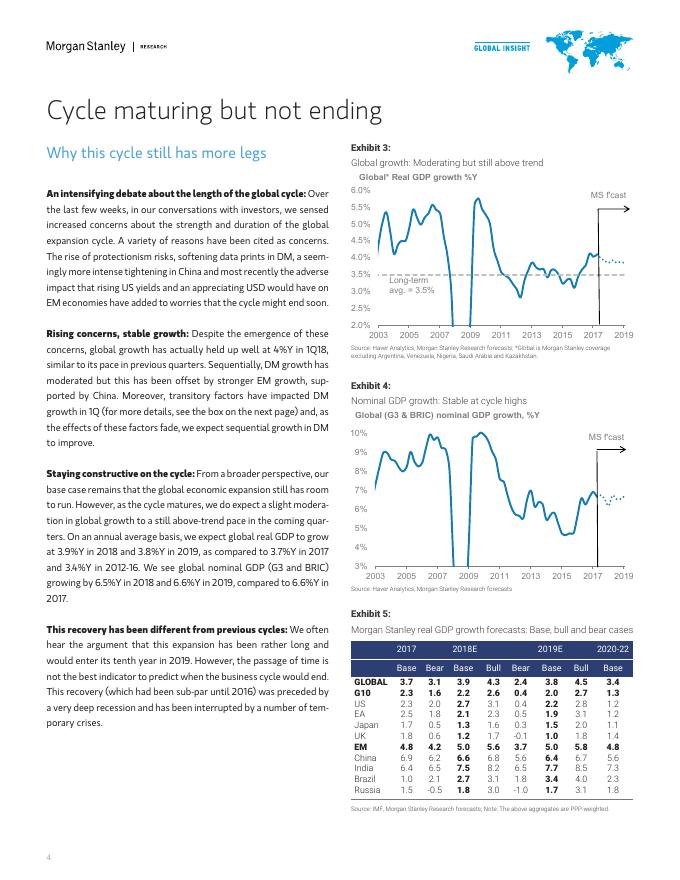 Morgan Stanley | RESEARCH
GLOBAL INSIGHT
Cycle maturing but not ending
Why this cycle still has more legs
An intensifying debate about the length of the global cycle: Over
the last few weeks, in our conversations with investors, we sensed
increased concerns about the strength and duration of the global
expansion cycle. A variety of reasons have been cited as concerns.
The rise of protectionism risks, softening data prints in DM, a seem-
ingly more intense tightening in China and most recently the adverse
impact that rising US yields and an appreciating USD would have on
EM economies have added to worries that the cycle might end soon.
Rising concerns, stable growth: Despite the emergence of these
concerns, global growth has actually held up well at 4%Y in 1Q18,
similar to its pace in previous quarters. Sequentially, DM growth has
moderated but this has been offset by stronger EM growth, sup-
ported by China. Moreover, transitory factors have impacted DM
growth in 1Q (for more details, see the box on the next page) and, as
the effects of these factors fade, we expect sequential growth in DM
to improve.
Staying constructive on the cycle: From a broader perspective, our
base case remains that the global economic expansion still has room
to run. However, as the cycle matures, we do expect a slight modera-
tion in global growth to a still above-trend pace in the coming quar-
ters. On an annual average basis, we expect global real GDP to grow
at 3.9%Y in 2018 and 3.8%Y in 2019, as compared to 3.7%Y in 2017
and 3.4%Y in 2012-16. We see global nominal GDP (G3 and BRIC)
growing by 6.5%Y in 2018 and 6.6%Y in 2019, compared to 6.6%Y in
2017.
This recovery has been different from previous cycles: We often
hear the argument that this expansion has been rather long and
would enter its tenth year in 2019. However, the passage of time is
not the best indicator to predict when the business cycle would end.
This recovery (which had been sub-par until 2016) was preceded by
a very deep recession and has been interrupted by a number of tem-
porary crises.
Exhibit 3:
Global growth: Moderating but still above trend
Global* Real GDP growth %Y
6.0%
5.5%
5.0%
4.5%
4.0%
3.5%
3.0%
2.5%
2.0%
MS f'cast
Long-term
avg. = 3.5%
2003 2005 2007 2009 2011 2013 2015 2017 2019
Source: Haver Analytics, Morgan Stanley Research forecasts; *Global is Morgan Stanley coverage
excluding Argentina, Venezuela, Nigeria, Saudi Arabia and Kazakhstan.
Exhibit 4:
Nominal GDP growth: Stable at cycle highs
Global (G3 & BRIC) nominal GDP growth, %Y
10%
9%
8%
7%
6%
5%
4%
3%
MS f'cast
2003 2005 2007 2009 2011 2013 2015 2017 2019
Source: Haver Analytics, Morgan Stanley Research forecasts
Exhibit 5:
Morgan Stanley real GDP growth forecasts: Base, bull and bear cases
2017 2018E 2019E 2020-22
Base Bear Base Bull Bear Base Bull Base
GLOBAL 3.7 3.1 3.9 4.3 2.4 3.8 4.5 3.4
G10 2.3 1.6 2.2 2.6 0.4 2.0 2.7 1.3
US 2.3 2.0 2.7 3.1 0.4 2.2 2.8 1.2
EA 2.5 1.8 2.1 2.3 0.5 1.9 3.1 1.2
Japan 1.7 0.5 1.3 1.6 0.3 1.5 2.0 1.1
UK 1.8 0.6 1.2 1.7 -0.1 1.0 1.8 1.4
EM 4.8 4.2 5.0 5.6 3.7 5.0 5.8 4.8
China 6.9 6.2 6.6 6.8 5.6 6.4 6.7 5.6
India 6.4 6.5 7.5 8.2 6.5 7.7 8.5 7.3
Brazil 1.0 2.1 2.7 3.1 1.8 3.4 4.0 2.3
Russia 1.5 -0.5 1.8 3.0 -1.0 1.7 3.1 1.8
Source: IMF, Morgan Stanley Research forecasts; Note: The above aggregates are PPP-weighted.
4